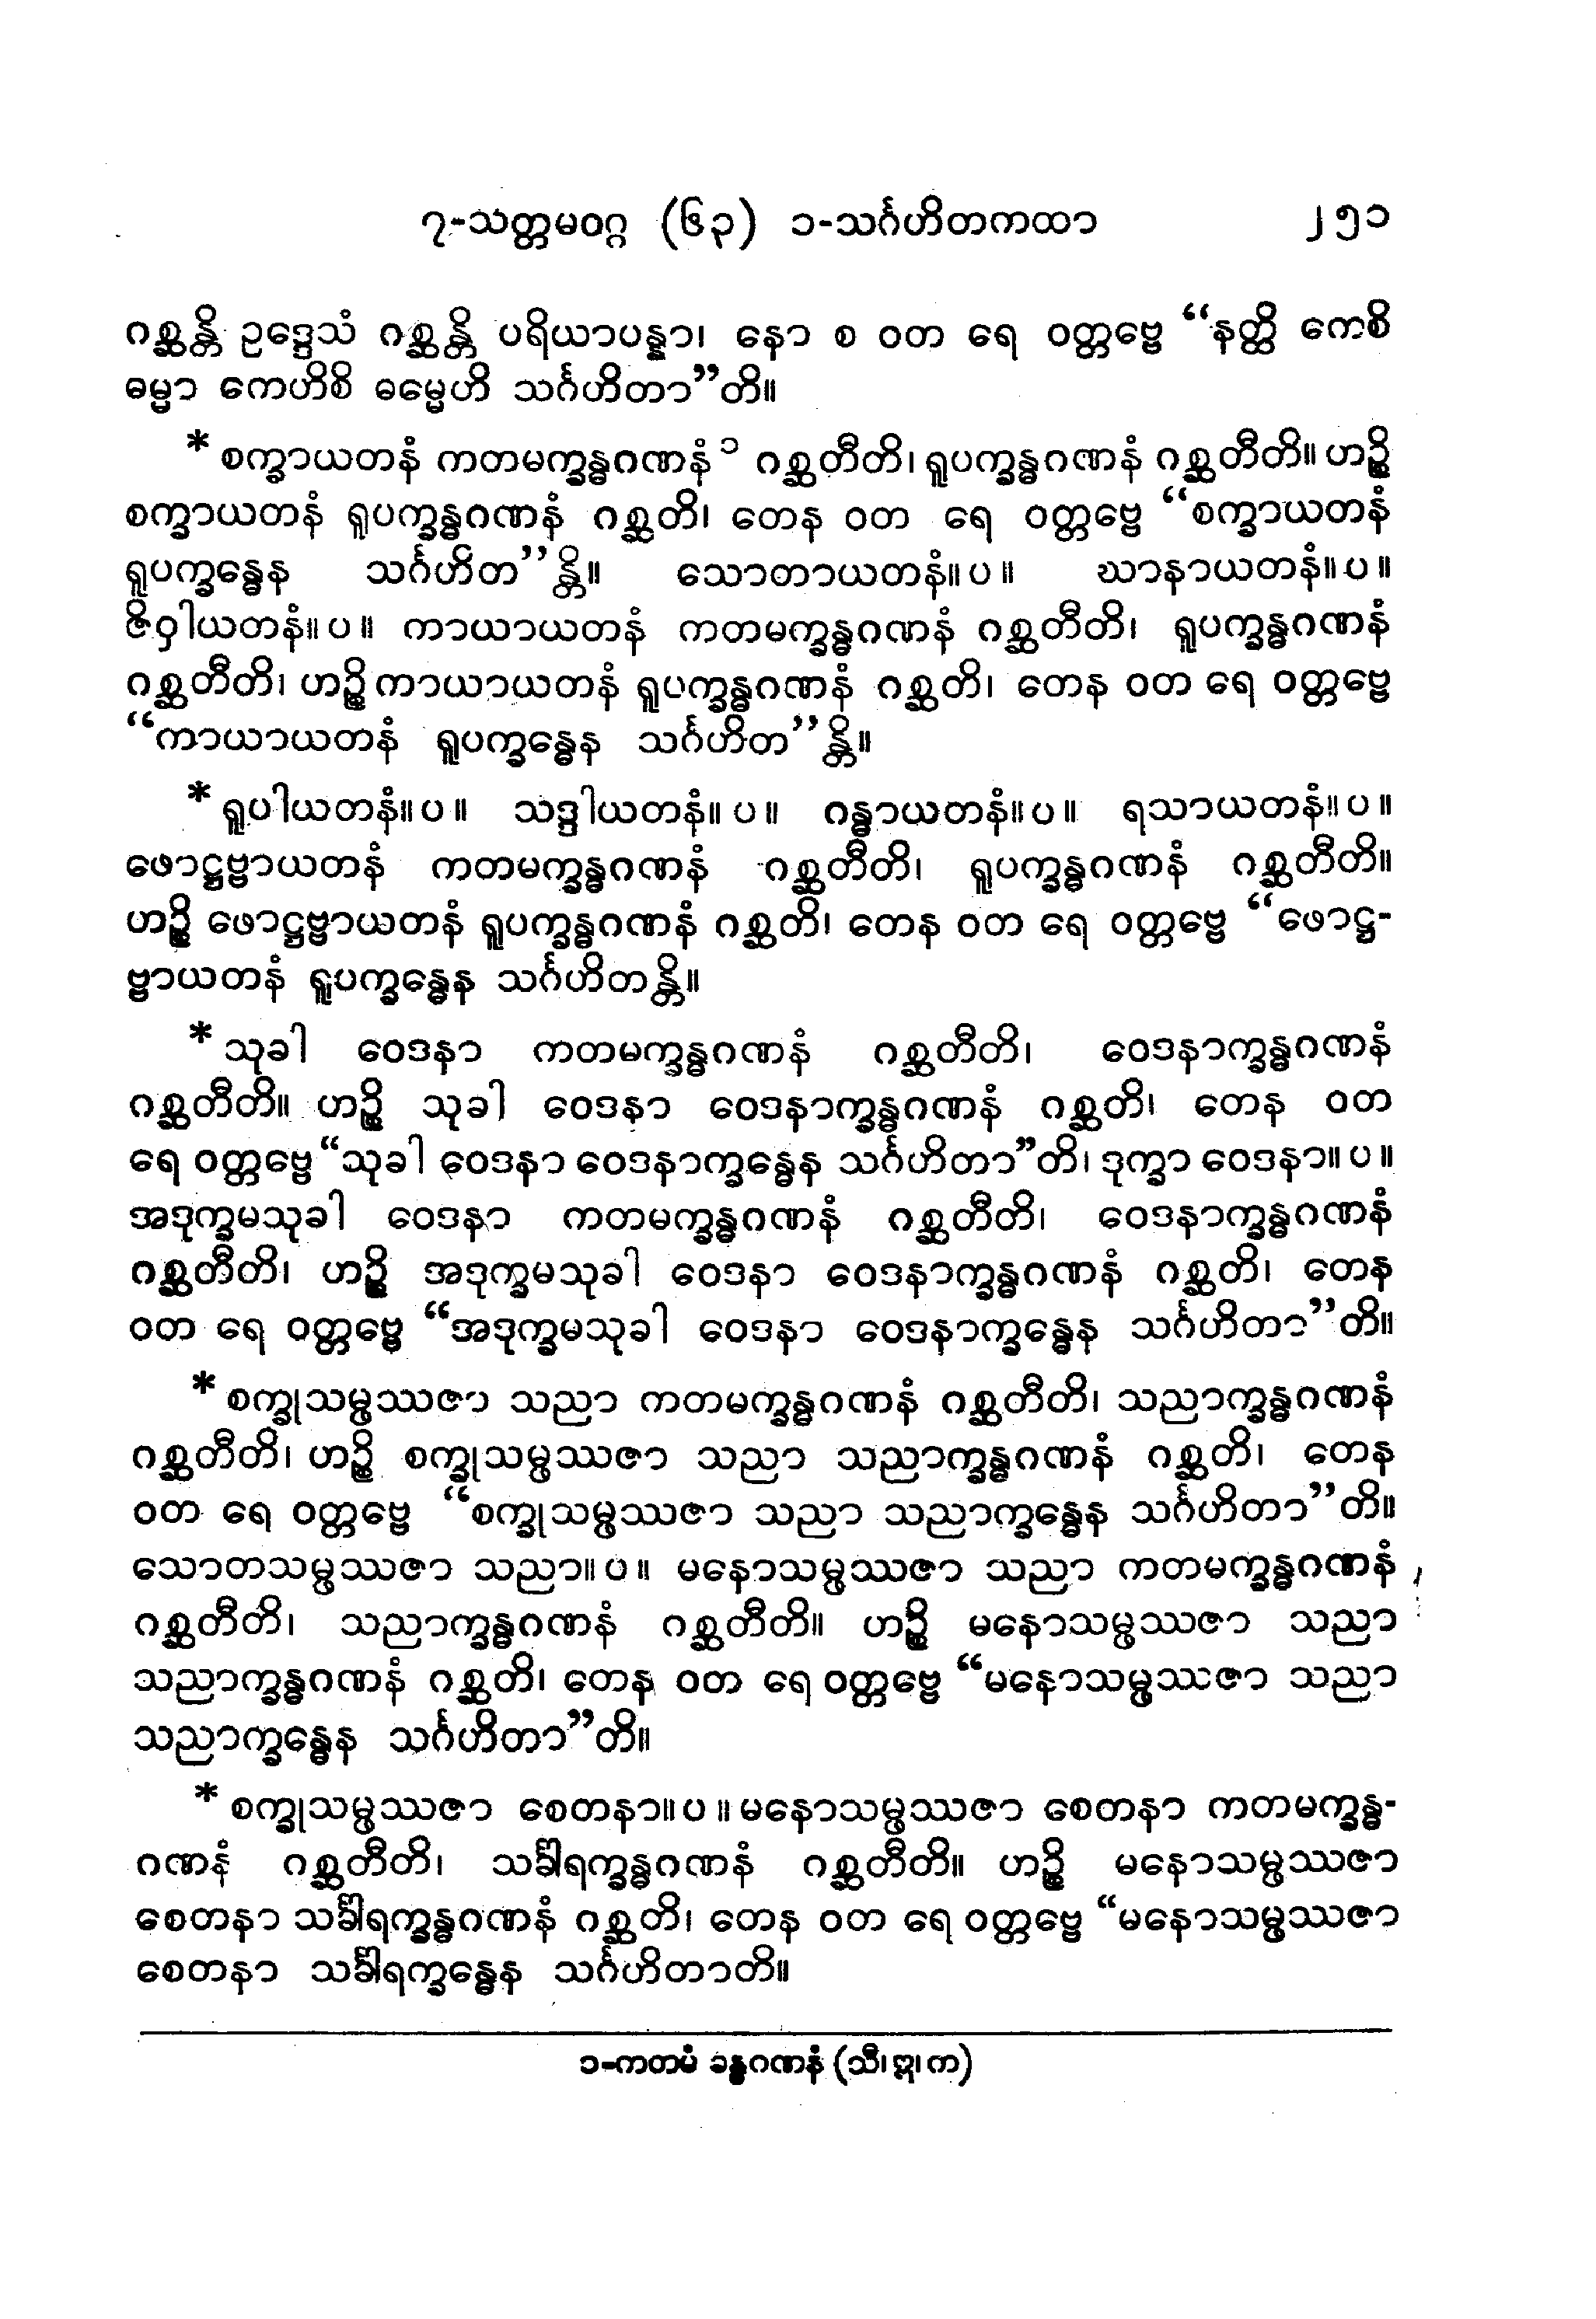 ၇-သတ္တမဝဂ္ဂ (၆၃) ၁-သင်္ဂဟိတကထာ ၂၅၁
ဂစ္ဆန္တိ ဥဒ္ဒေသံ ဂစ္ဆန္တိ ပရိယာပန္နာ၊ နော စ ဝတ ရေ ဝတ္တဗ္ဗေ “နတ္ထိ ကေစိ
ဓမ္မာ ကေဟိစိ ဓမ္မေဟိ သင်္ဂဟိတာ”တိ။
* စက္ခာယတနံ ကတမက္ခန္ဓဂဏနံ ၁ ဂစ္ဆတီတိ၊ ရူပက္ခန္ဓဂဏနံ ဂစ္ဆတီတိ။ ဟဉ္စိ
စက္ခာယတနံ ရူပက္ခန္ဓဂဏနံ ဂစ္ဆတိ၊ တေန ဝတ ရေ ဝတ္တဗ္ဗေ “စက္ခာယတနံ
ရူပက္ခန္ဓေန သင်္ဂဟိတ”န္တိ။ သောတာယတနံ။ပ။ ဃာနာယတနံ။ပ။
ဇိဝှါယတနံ။ပ။ ကာယာယတနံ ကတမက္ခန္ဓဂဏနံ ဂစ္ဆတီတိ၊ ရူပက္ခန္ဓဂဏနံ
ဂစ္ဆတီတိ၊ ဟဉ္စိ ကာယာယတနံ ရူပက္ခန္ဓဂဏနံ ဂစ္ဆတိ၊ တေန ဝတ ရေ ဝတ္တဗ္ဗေ
“ကာယာယတနံ ရူပက္ခန္ဓေန သင်္ဂဟိတ”န္တိ။
* ရူပါယတနံ။ပ။ သဒ္ဒါယတနံ။ပ။ ဂန္ဓာယတနံ။ပ။ ရသာယတနံ။ပ။
ဖောဋ္ဌဗ္ဗာယတနံ ကတမက္ခန္ဓဂဏနံ ဂစ္ဆတီတိ၊ ရူပက္ခန္ဓဂဏနံ ဂစ္ဆတီတိ။
ဟဉ္စိ ဖောဋ္ဌဗ္ဗာယတနံ ရူပက္ခန္ဓဂဏနံ ဂစ္ဆတိ၊ တေန ဝတ ရေ ဝတ္တဗ္ဗေ “ဖောဋ္ဌ-
ဗ္ဗာယတနံ ရူပက္ခန္ဓေန သင်္ဂဟိတန္တိ။
* သုခါ ဝေဒနာ ကတမက္ခန္ဓဂဏနံ ဂစ္ဆတီတိ၊ ဝေဒနာက္ခန္ဓဂဏနံ
ဂစ္ဆတီတိ။ ဟဉ္စိ သုခါ ဝေဒနာ ဝေဒနာက္ခန္ဓဂဏနံ ဂစ္ဆတိ၊ တေန ဝတ
ရေ ဝတ္တဗ္ဗေ “သုခါ ဝေဒနာ ဝေဒနာက္ခန္ဓေန သင်္ဂဟိတာ”တိ၊ ဒုက္ခာ ဝေဒနာ။ပ။
အဒုက္ခမသုခါ ဝေဒနာ ကတမက္ခန္ဓဂဏနံ ဂစ္ဆတီတိ၊ ဝေဒနာက္ခန္ဓဂဏနံ
ဂစ္ဆတီတိ၊ ဟဉ္စိ အဒုက္ခမသုခါ ဝေဒနာ ဝေဒနာက္ခန္ဓဂဏနံ ဂစ္ဆတိ၊ တေန
ဝတ ရေ ဝတ္တဗ္ဗေ “အဒုက္ခမသုခါ ဝေဒနာ ဝေဒနာက္ခန္ဓေန သင်္ဂဟိတာ”တိ။
* စက္ခုသမ္ဖဿဇာ သညာ ကတမက္ခန္ဓဂဏနံ ဂစ္ဆတီတိ၊ သညာက္ခန္ဓဂဏနံ
ဂစ္ဆတီတိ၊ ဟဉ္စိ စက္ခုသမ္ဖဿဇာ သညာ သညာက္ခန္ဓဂဏနံ ဂစ္ဆတိ၊ တေန
ဝတ ရေ ဝတ္တဗ္ဗေ “စက္ခုသမ္ဖဿဇာ သညာ သညာက္ခန္ဓေန သင်္ဂဟိတာ”တိ။
သောတသမ္ဖဿဇာ သညာ။ပ။ မနောသမ္ဖဿဇာ သညာ ကတမက္ခန္ဓဂဏနံ
ဂစ္ဆတီတိ၊ သညာက္ခန္ဓဂဏနံ ဂစ္ဆတီတိ။ ဟဉ္စိ မနောသမ္ဖဿဇာ သညာ
သညာက္ခန္ဓဂဏနံ ဂစ္ဆတိ၊ တေန ဝတ ရေ ဝတ္တဗ္ဗေ “မနောသမ္ဖဿဇာ သညာ
သညာက္ခန္ဓေန သင်္ဂဟိတာ”တိ။
* စက္ခုသမ္ဖဿဇာ စေတနာ။ပ။ မနောသမ္ဖဿဇာ စေတနာ ကတမက္ခန္ဓ-
ဂဏနံ ဂစ္ဆတီတိ၊ သင်္ခါရက္ခန္ဓဂဏနံ ဂစ္ဆတီတိ။ ဟဉ္စိ မနောသမ္ဖဿဇာ
စေတနာ သင်္ခါရက္ခန္ဓဂဏနံ ဂစ္ဆတိ၊ တေန ဝတ ရေ ဝတ္တဗ္ဗေ “မနောသမ္ဖဿဇာ
စေတနာ သင်္ခါရက္ခန္ဓေန သင်္ဂဟိတာတိ။
၁-ကတမံ ခန္ဓဂဏနံ (သီ၊ ဣ၊ က)